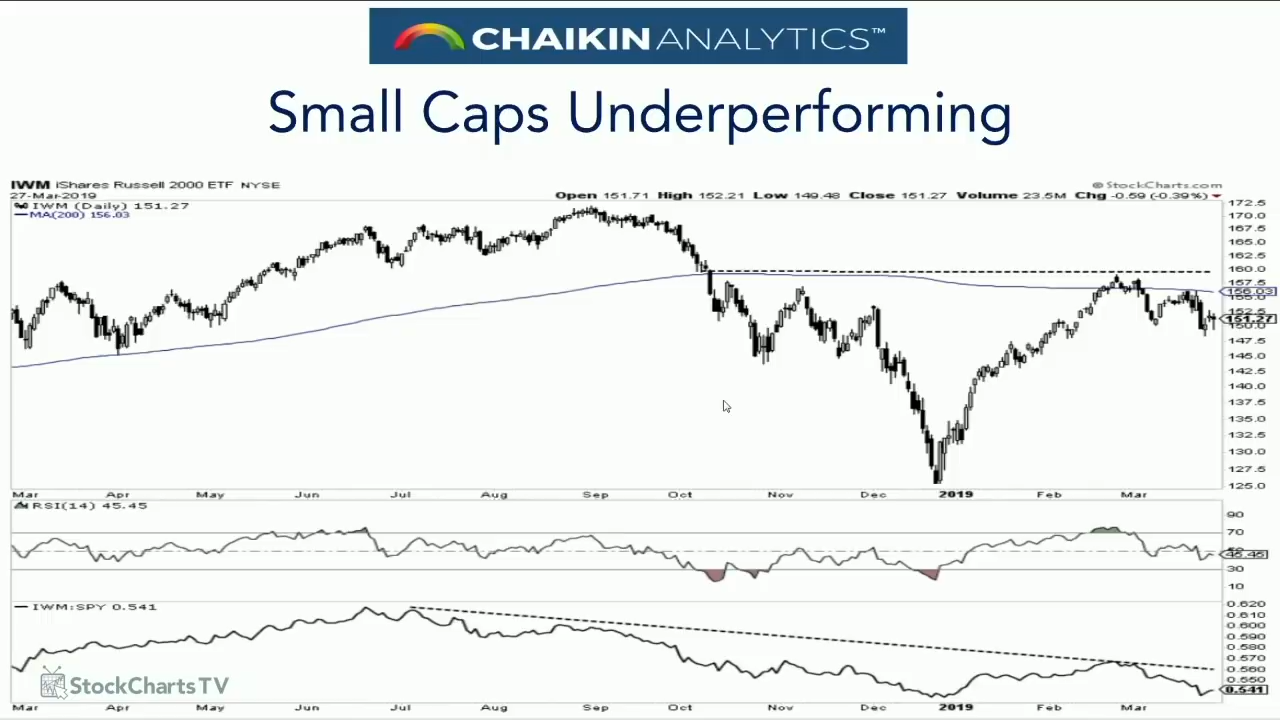 CHAIKIN ANALYTICS™
Small Caps Underperforming
IWM iShares Russell 2000 ETF NYSE
© StockCharts.com
27-Mar-2019
Open 151.71 High 152.21 Low 149.48 Close 151.27 Volume 23.5M Chg -0.59 (-0.39%)
IWM (Daily) 151.27
MA(200) 156.03
172.5
170.0
167.5
165.0
162.5
160.0
157.5
156.03
155.0
152.5
151.27
150.0
147.5
145.0
142.5
140.0
137.5
135.0
132.5
130.0
127.5
125.0
Mar Apr May Jun Jul Aug Sep Oct Nov Dec 2019 Feb Mar
RSI(14) 45.45
90
70
50
45.45
30
10
IWM:SPY 0.541
0.620
0.610
0.600
0.590
0.580
0.570
0.560
0.550
0.541
StockChartsTV
Mar Apr May Jun Jul Aug Sep Oct Nov Dec 2019 Feb Mar